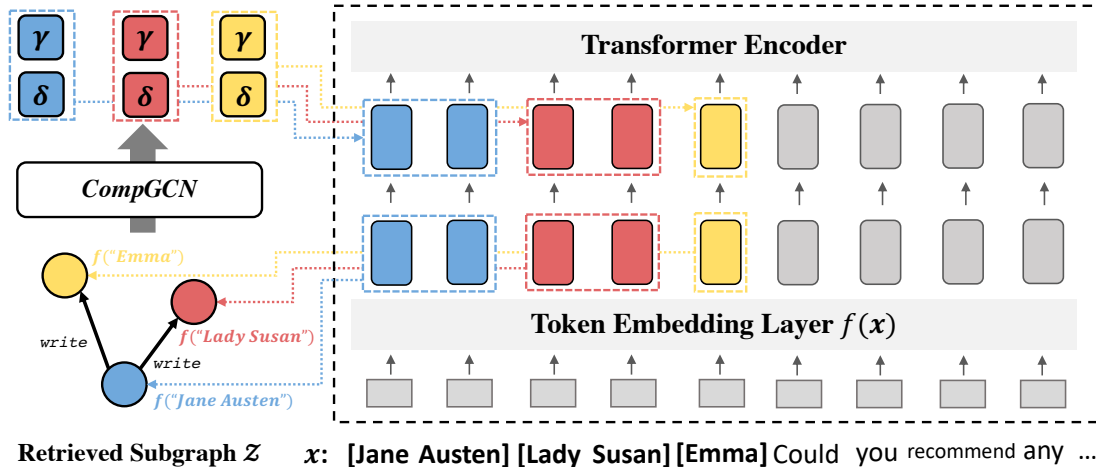 γ γ γ
δ δ δ
Transformer Encoder
CompGCN
f("Emma")
f("Lady Susan")
write
write
f("Jane Austen")
Token Embedding Layer f(x)
Retrieved Subgraph Z
x: [Jane Austen] [Lady Susan] [Emma] Could you recommend any ...